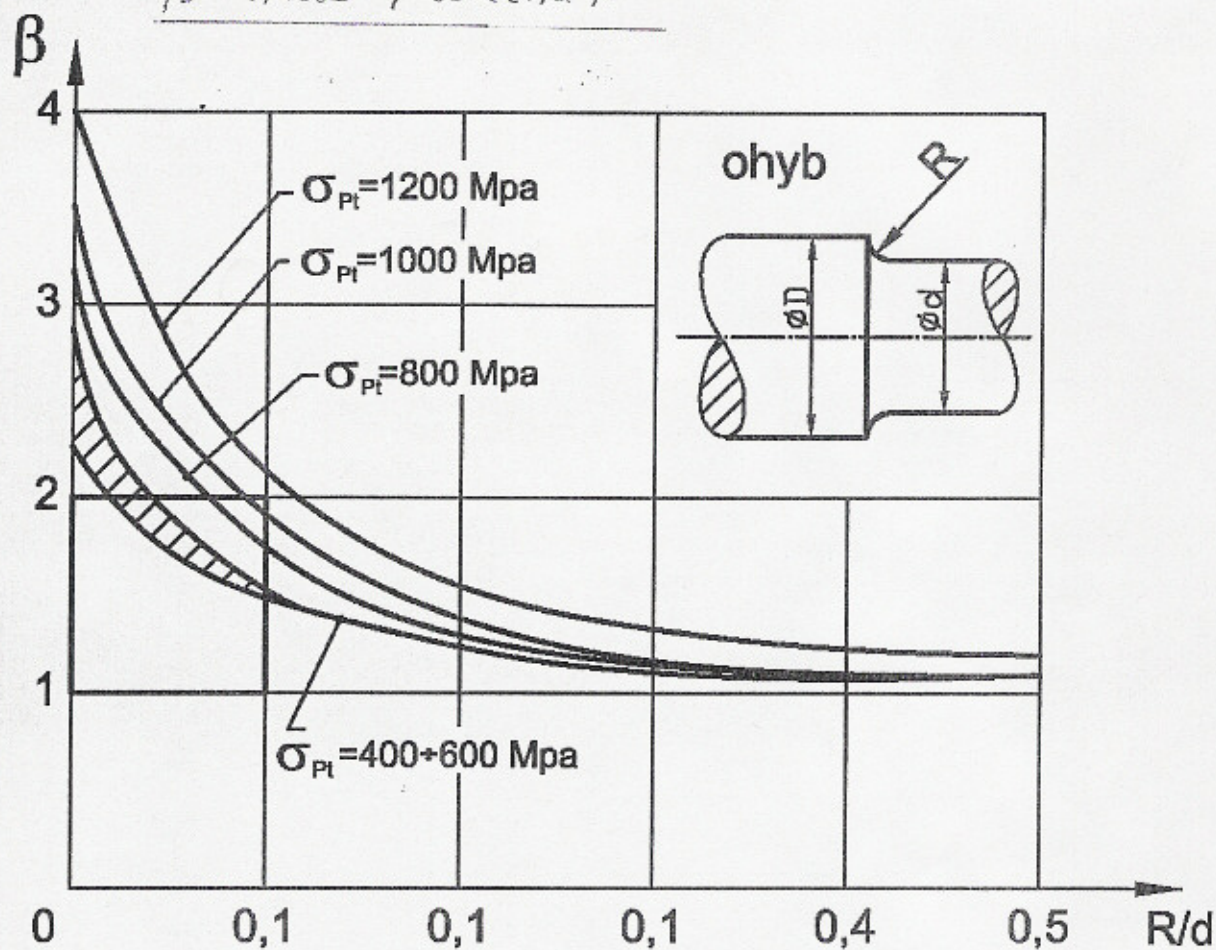 β
4
ohyb
R
σPt=1200 Mpa
σPt=1000 Mpa
3
øD
ød
σPt=800 Mpa
2
1
σPt=400÷600 Mpa
0 0,1 0,1 0,1 0,4 0,5 R/d